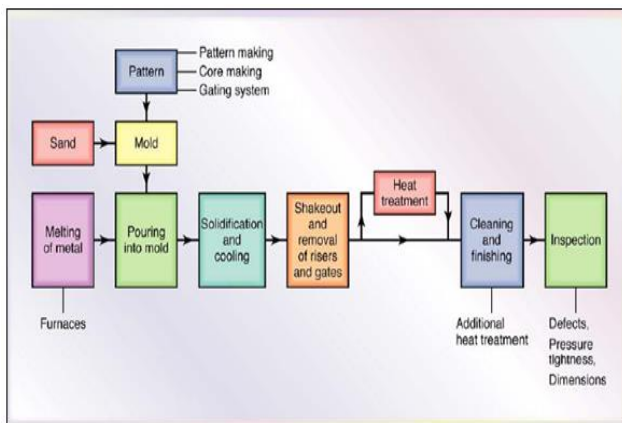 Pattern
Pattern making
Core making
Gating system
Sand
Mold
Melting
of metal
Pouring
into mold
Solidification
and
cooling
Shakeout
and
removal
of risers
and gates
Heat
treatment
Cleaning
and
finishing
Inspection
Furnaces
Additional
heat treatment
Defects,
Pressure
tightness,
Dimensions